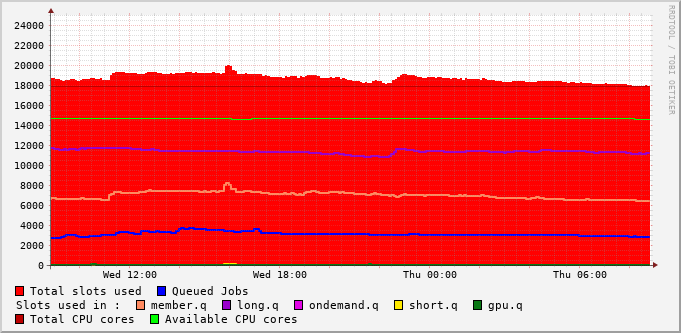 RRDTOOL / TOBI OETIKER
24000
22000
20000
18000
16000
14000
12000
10000
8000
6000
4000
2000
0
Wed 12:00 Wed 18:00 Thu 00:00 Thu 06:00
Total slots used Queued Jobs
Slots used in : member.q long.q ondemand.q short.q gpu.q
Total CPU cores Available CPU cores